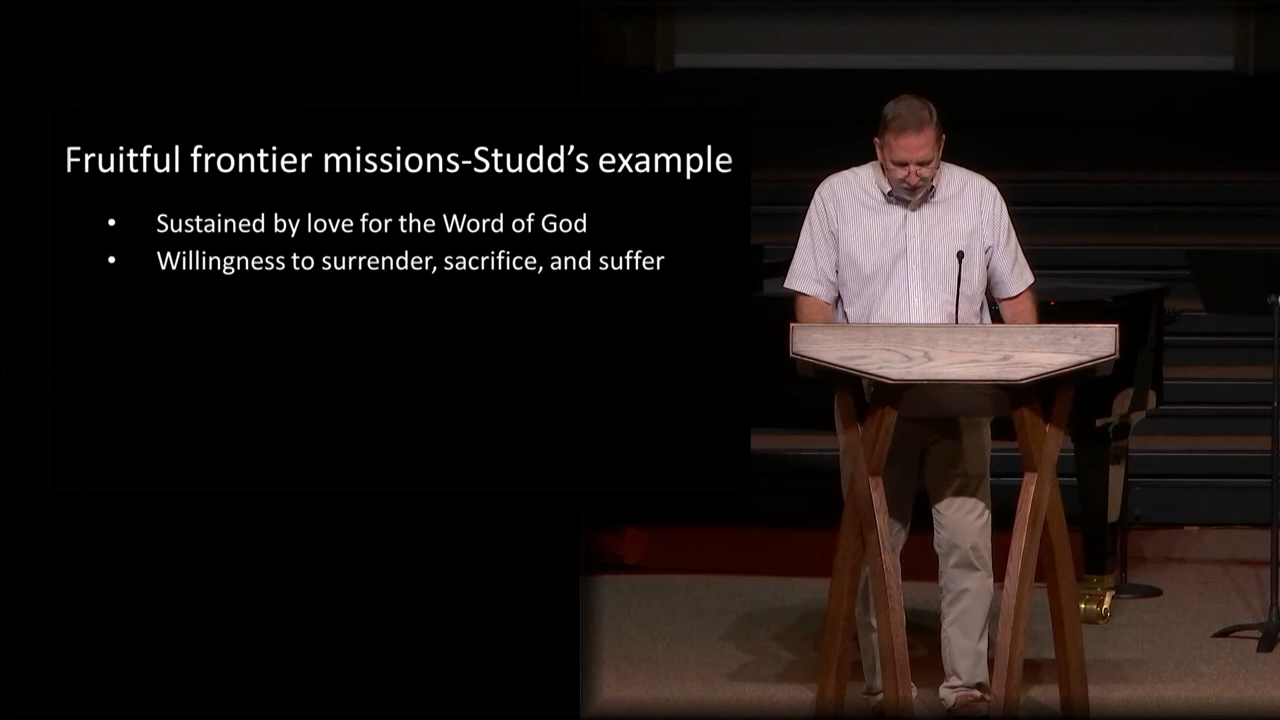 Fruitful frontier missions-Studd’s example
• Sustained by love for the Word of God
• Willingness to surrender, sacrifice, and suffer